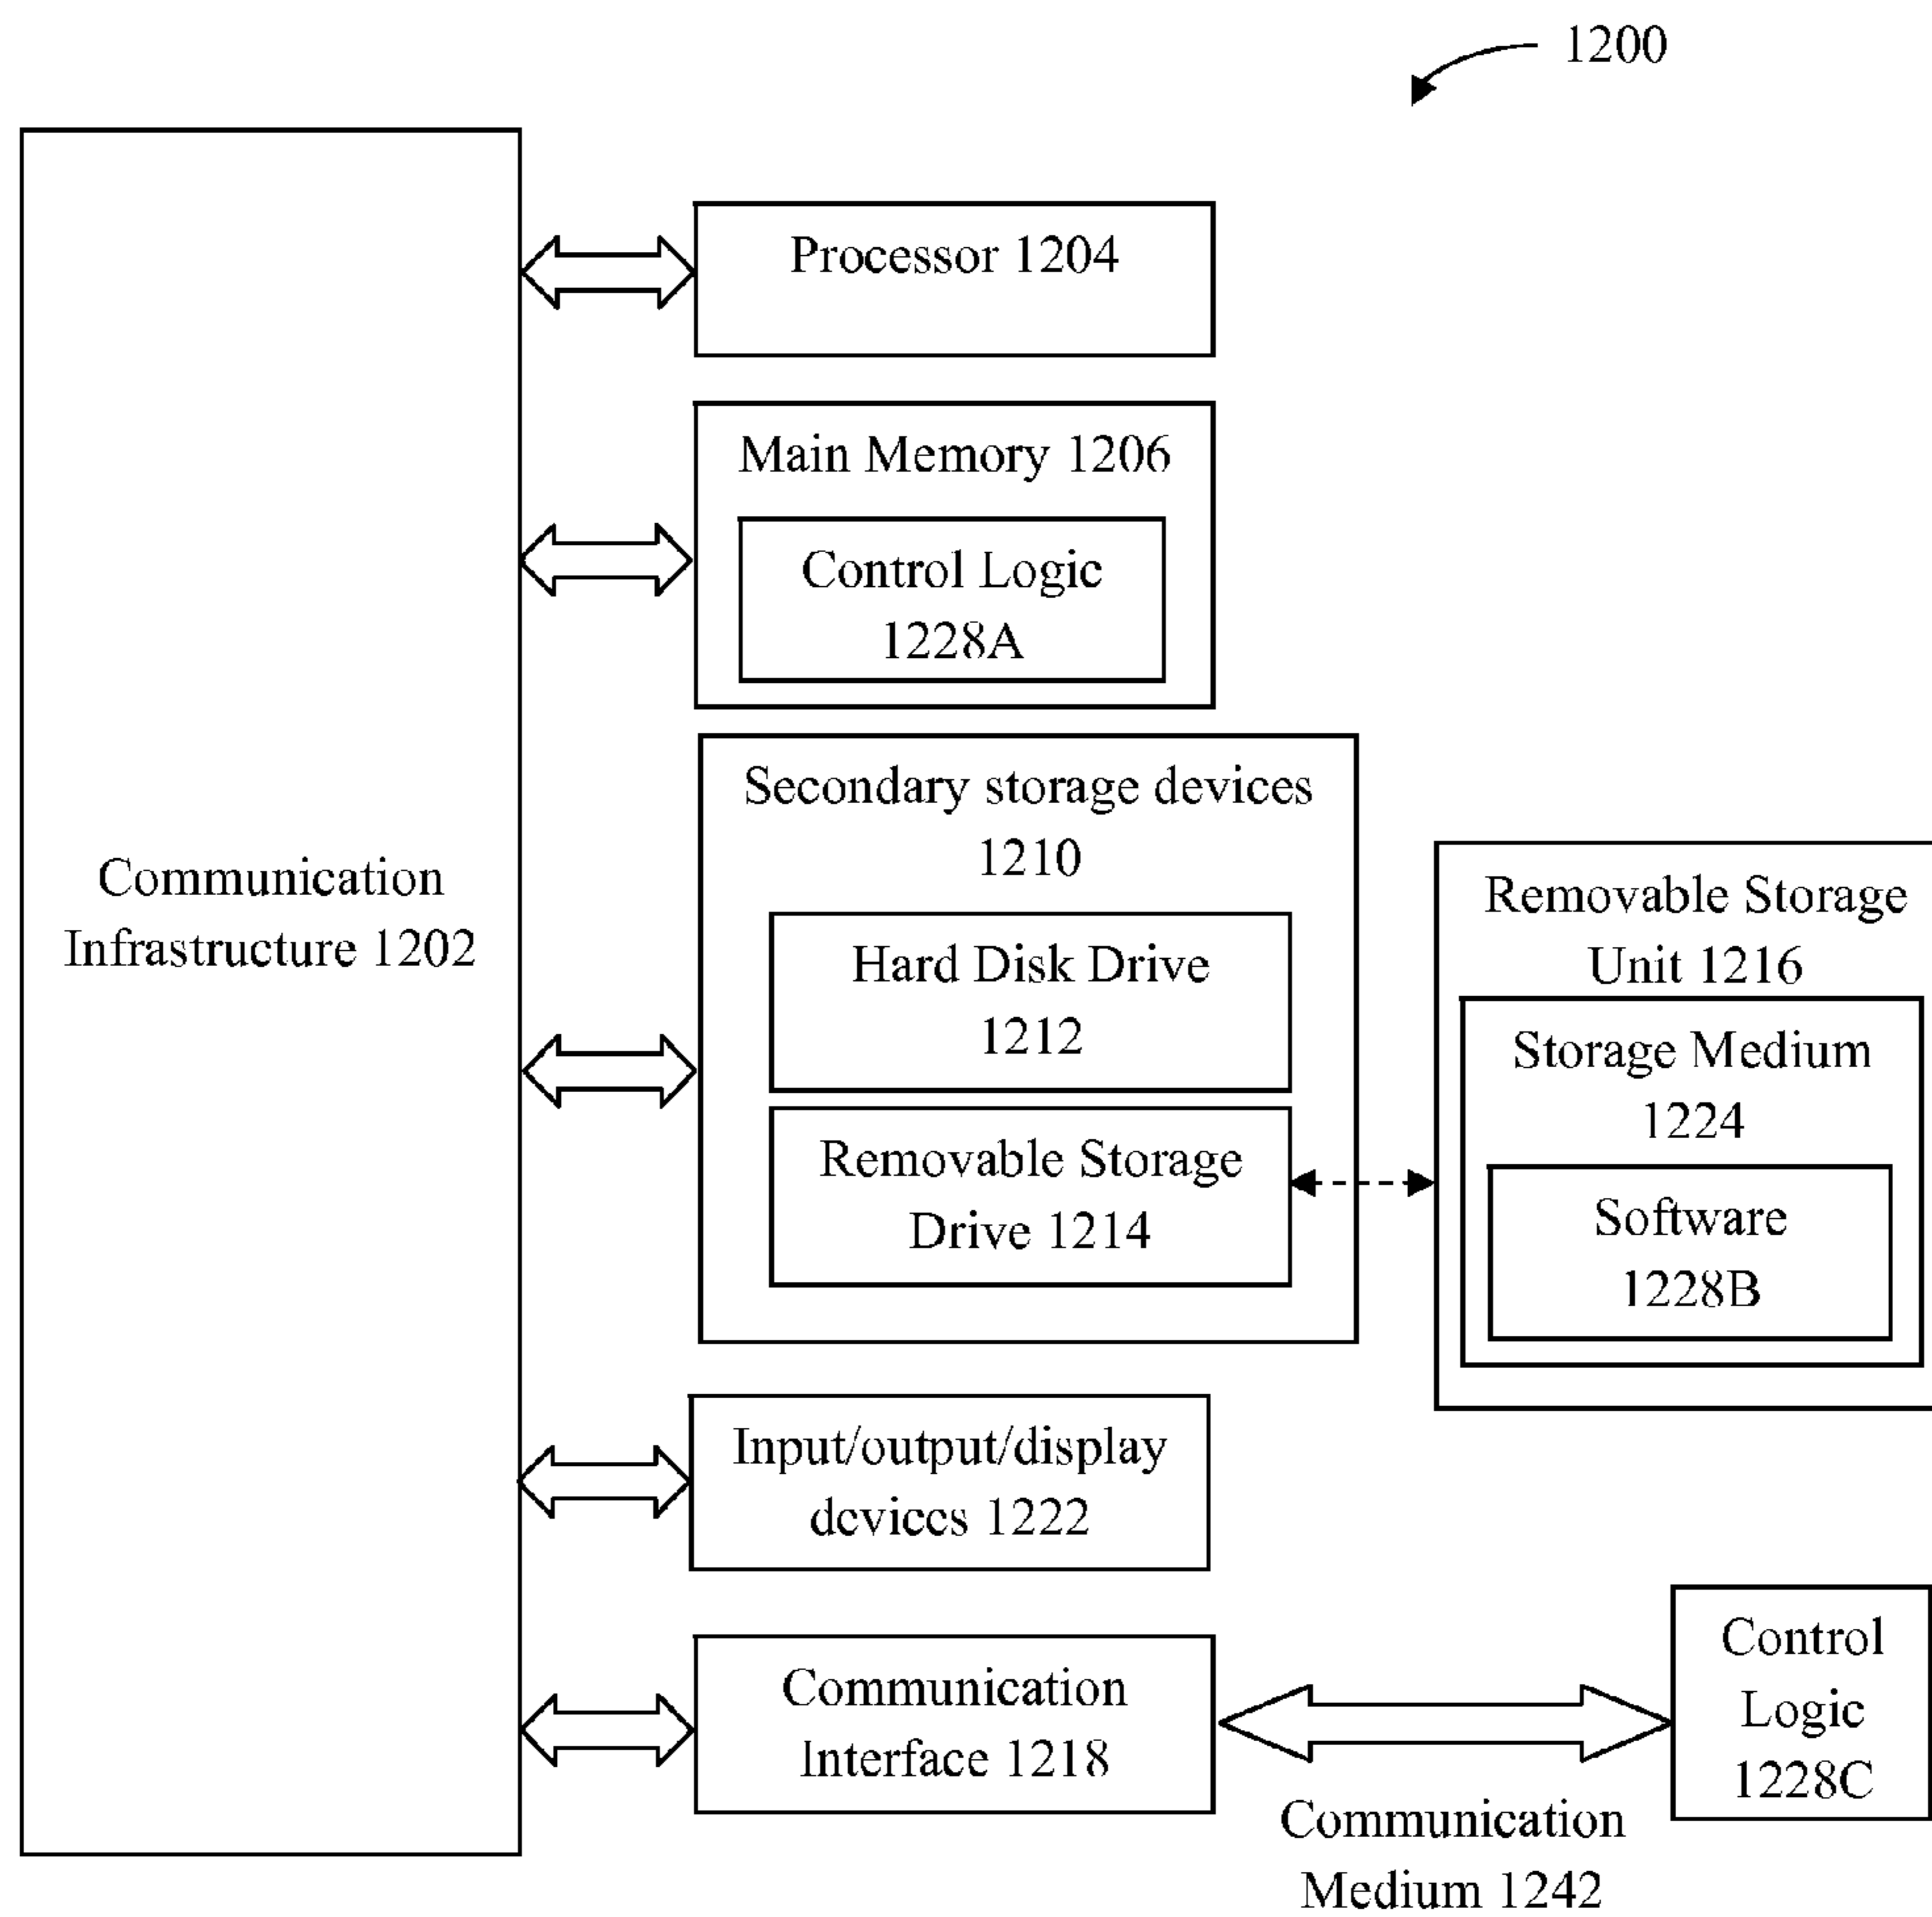 1200
Processor 1204
Main Memory 1206
Control Logic
1228A
Communication
Infrastructure 1202
Secondary storage devices
1210
Hard Disk Drive
1212
Removable Storage
Drive 1214
Removable Storage
Unit 1216
Storage Medium
1224
Software
1228B
Input/output/display
devices 1222
Communication
Interface 1218
Communication
Medium 1242
Control
Logic
1228C